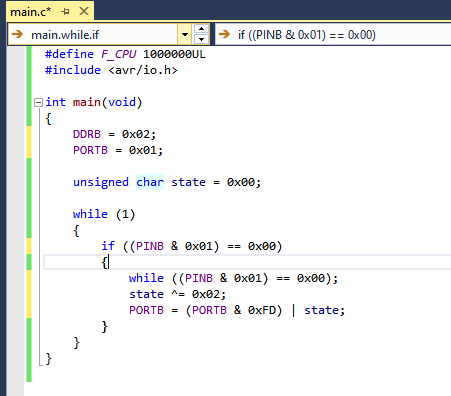 main.c*
main.while.if
if ((PINB & 0x01) == 0x00)
#define F_CPU 1000000UL
#include <avr/io.h>
int main(void)
{
DDRB = 0x02;
PORTB = 0x01;
unsigned char state = 0x00;
while (1)
{
if ((PINB & 0x01) == 0x00)
{
while ((PINB & 0x01) == 0x00);
state ^= 0x02;
PORTB = (PORTB & 0xFD) | state;
}
}
}